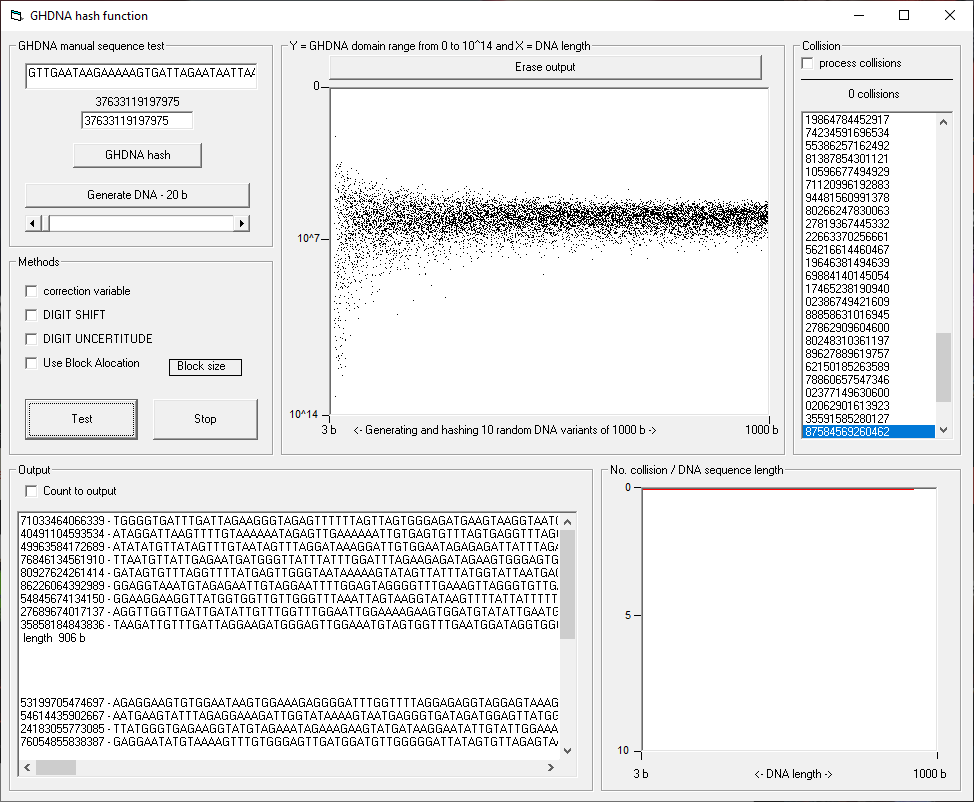 GHDNA hash function
GHDNA manual sequence test
GTTGAATAAGAAAAAGTGATTAGAATAATTAA
37633119197975
37633119197975
GHDNA hash
Generate DNA - 20 b
Methods
correction variable
DIGIT SHIFT
DIGIT UNCERTITUDE
Use Block Alocation
Block size
Test
Stop
Y = GHDNA domain range from 0 to 10^14 and X = DNA length
Erase output
0
10^7
10^14
3 b
<- Generating and hashing 10 random DNA variants of 1000 b ->
1000 b
Collision
process collisions
0 collisions
19864784452917
74234591696534
55386257162492
81387854301121
10596677494929
71120996192883
94481560991378
80266247830063
27819367445332
22663370256661
56216614460467
19646381494639
69884140145054
17465238190940
02386749421609
88858631016945
27862909604600
80248310361197
89627889619757
62150185263589
78860657547346
02377149630600
02062901613923
35591585280127
87584569260462
Output
Count to output
71033464066339 - TGGGGTGATTTGATTAGAAGGGTAGAGTTTTTTAGTTAGTGGGAGATGAAGTAAGGTAAT
40491104593534 - ATAGGATTAAGTTTTGTAAAAAATAGAGTTGAAAAAATTGTGAGTGTTTAGTGAGGTTTAG
49963584172689 - ATATATGTTATAGTTTGTAATAGTTTAGGATAAAGGATTGTGGAATAGAGAGATTATTTAGA
76846134561910 - TTAATGTTATTGAGAATGATGGGTTATTTATTTGGATTTAGAAGAGATAGAAGTGGGAGTG
80927624261414 - GATAGTGTTTAGGTTTTATGAGTTGGGTAATAAAAAGTATAGTTATTTATGGTATTAATGA
86226064392989 - GGAGGTAAATGTAGAGAATTGTAGGAATTTTGGAGTAGGGGTTTGAAAGTTAGGGTGTTG
54845674134150 - GGAAGGAAGGTTATGGTGGTTGTTGGGTTTAAATTAGTAAGGTATAAGTTTTATTATTTTT
27689674017137 - AGGTTGGTTGATTGATATTGTTTGGTTTGGAATTGGAAAAGAAGTGGATGTATATTGAATG
35858184843836 - TAAGATTGTTTGATTAGGAAGATGGGAGTTGGAAATGTAGTGGTTTGAATGGATAGGTGG
length 906 b
53199705474697 - AGAGGAAGTGTGGAATAAGTGGAAAGAGGGGATTTGGTTTTAGGAGAGGTAGGAGTAAAG
54614435902667 - AATGAAGTATTTAGAGGAAAGATTGGTATAAAAGTAATGAGGGTGATAGATGGAGTTATGG
24183055773085 - TTATGGGTGAGAAGGTATGTAGAAATAGAAAGAAGTATGATAAGGAATATTGTATTGGAAA
76054855838387 - GAGGAATATGTAAAAGTTTGTGGGAGTTGATGGATGTTGGGGGATTATAGTGTTAGAGTA
No. collision / DNA sequence length
0
5
10
3 b
<- DNA length ->
1000 b